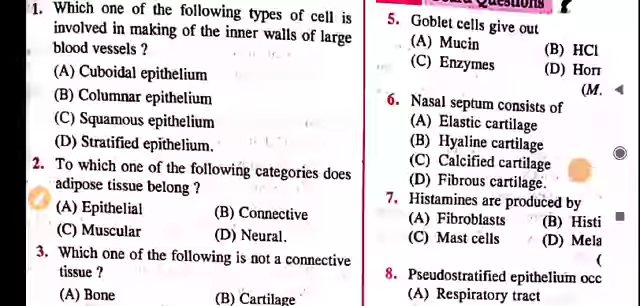 1. Which one of the following types of cell is
involved in making of the inner walls of large
blood vessels ?
(A) Cuboidal epithelium
(B) Columnar epithelium
(C) Squamous epithelium
(D) Stratified epithelium.
2. To which one of the following categories does
adipose tissue belong ?
(A) Epithelial (B) Connective
(C) Muscular (D) Neural.
3. Which one of the following is not a connective
tissue ?
(A) Bone (B) Cartilage
Questions
5. Goblet cells give out
(A) Mucin (B) HCl
(C) Enzymes (D) Horr
(M.
6. Nasal septum consists of
(A) Elastic cartilage
(B) Hyaline cartilage
(C) Calcified cartilage
(D) Fibrous cartilage.
7. Histamines are produced by
(A) Fibroblasts (B) Histi
(C) Mast cells (D) Mela
(
8. Pseudostratified epithelium occ
(A) Respiratory tract